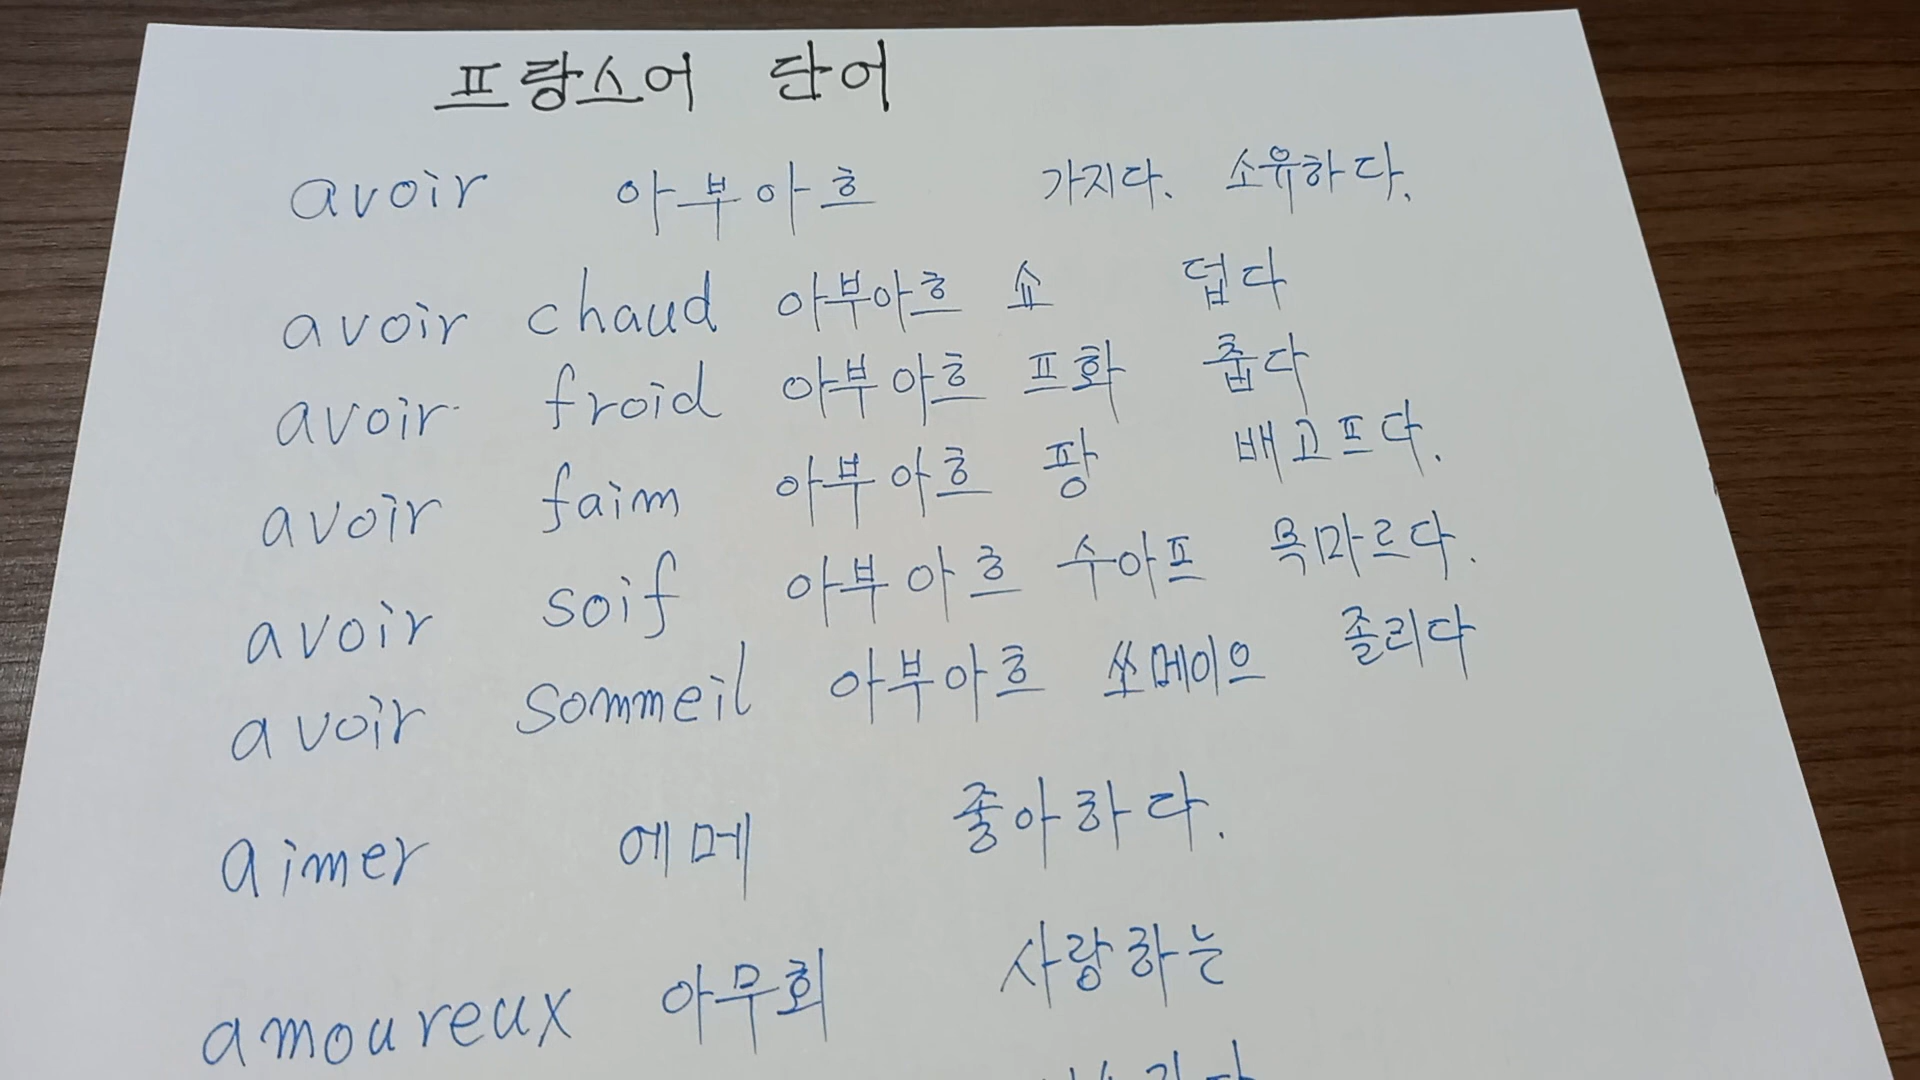 프랑스어 단어
avoir 아부아흐 가지다. 소유하다.
avoir chaud 아부아흐 쇼 덥다
avoir froid 아부아흐 프화 춥다
avoir faim 아부아흐 팡 배고프다.
avoir soif 아부아흐 수아프 목마르다.
avoir sommeil 아부아흐 쏘메이으 졸리다
aimer 에메 좋아하다.
amoureux 아무회 사랑하는